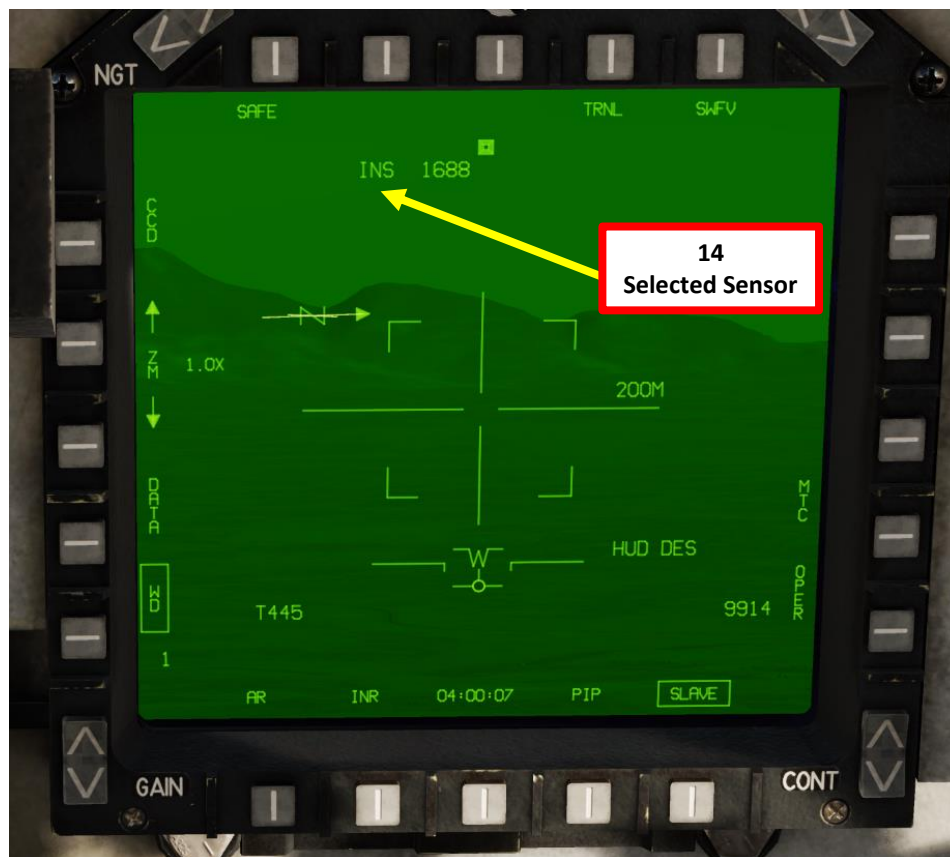 NGT
SAFE
TRNL
SWFV
INS 1688
CCD
14
Selected Sensor
ZM
1.0X
200M
DATA
MTC
HUD DES
W
WD
T445
9914
OPER
1
AR
INR
04:00:07
PIP
SLAVE
GAIN
CONT